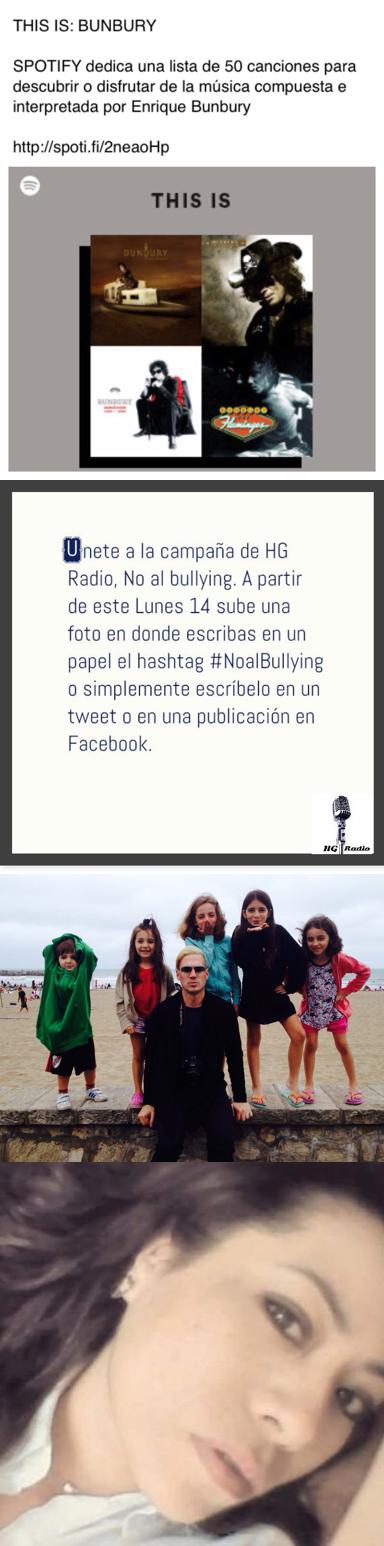 THIS IS: BUNBURY
SPOTIFY dedica una lista de 50 canciones para
descubrir o disfrutar de la música compuesta e
interpretada por Enrique Bunbury
http://spoti.fi/2neaoHp
THIS IS
BUNBURY
BUNBURY
BUNBURY
Flamingos
Únete a la campaña de HG
Radio, No al bullying. A partir
de este Lunes 14 sube una
foto en donde escribas en un
papel el hashtag #NoalBullying
o simplemente escríbelo en un
tweet o en una publicación en
Facebook.
HG Radio